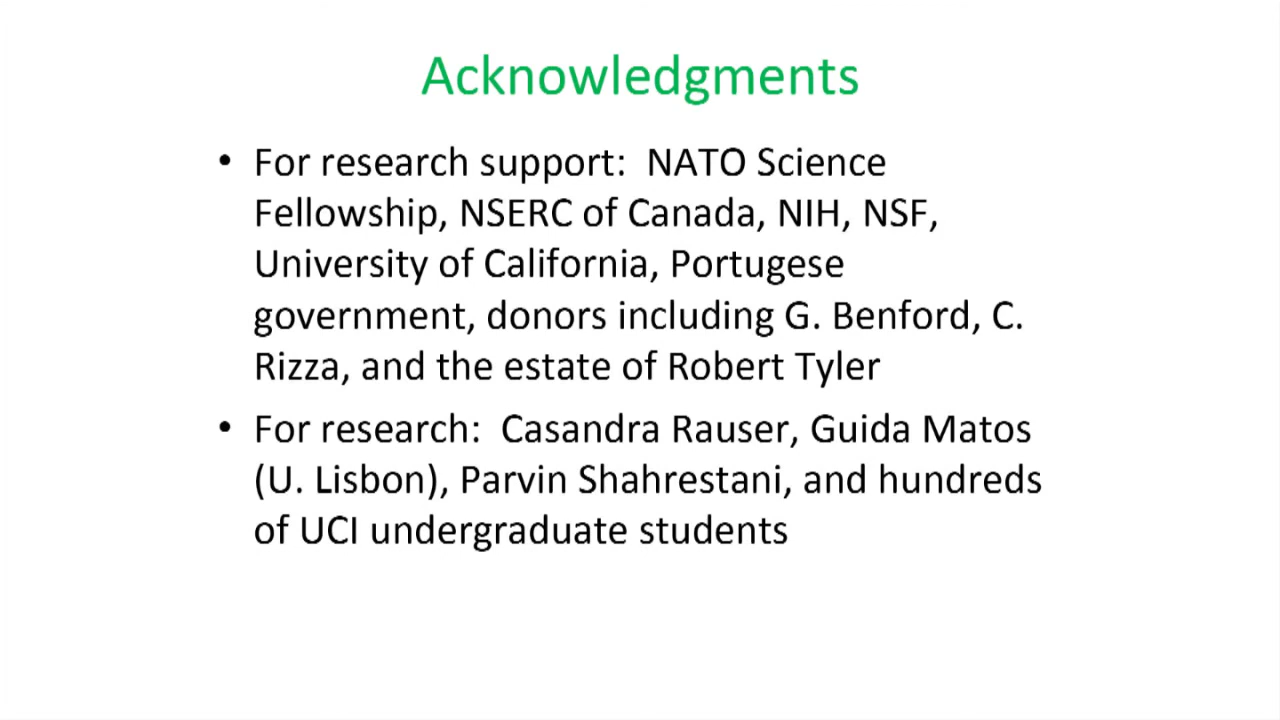 Acknowledgments
• For research support:  NATO Science
Fellowship, NSERC of Canada, NIH, NSF,
University of California, Portugese
government, donors including G. Benford, C.
Rizza, and the estate of Robert Tyler
• For research:  Casandra Rauser, Guida Matos
(U. Lisbon), Parvin Shahrestani, and hundreds
of UCI undergraduate students